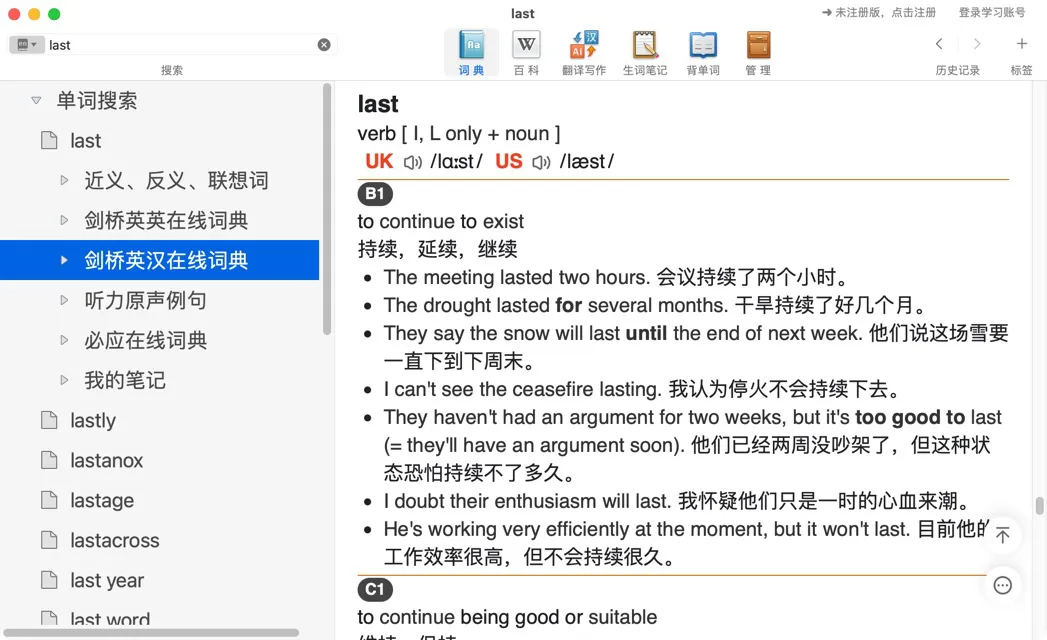 last
→ 未注册版，点击注册 登录学习账号
last
搜索
词典 百科 翻译写作 生词笔记 背单词 管理
历史记录 标签
单词搜索
last
近义、反义、联想词
剑桥英英在线词典
剑桥英汉在线词典
听力原声例句
必应在线词典
我的笔记
lastly
lastanox
lastage
lastacross
last year
last word
last
verb [ I, L only + noun ]
UK /lɑːst/ US /læst/
B1
to continue to exist
持续，延续，继续
• The meeting lasted two hours. 会议持续了两个小时。
• The drought lasted for several months. 干旱持续了好几个月。
• They say the snow will last until the end of next week. 他们说这场雪要
一直下到下周末。
• I can't see the ceasefire lasting. 我认为停火不会持续下去。
• They haven't had an argument for two weeks, but it's too good to last
(= they'll have an argument soon). 他们已经两周没吵架了，但这种状
态恐怕持续不了多久。
• I doubt their enthusiasm will last. 我怀疑他们只是一时的心血来潮。
• He's working very efficiently at the moment, but it won't last. 目前他的
工作效率很高，但不会持续很久。
C1
to continue being good or suitable
维持，保持